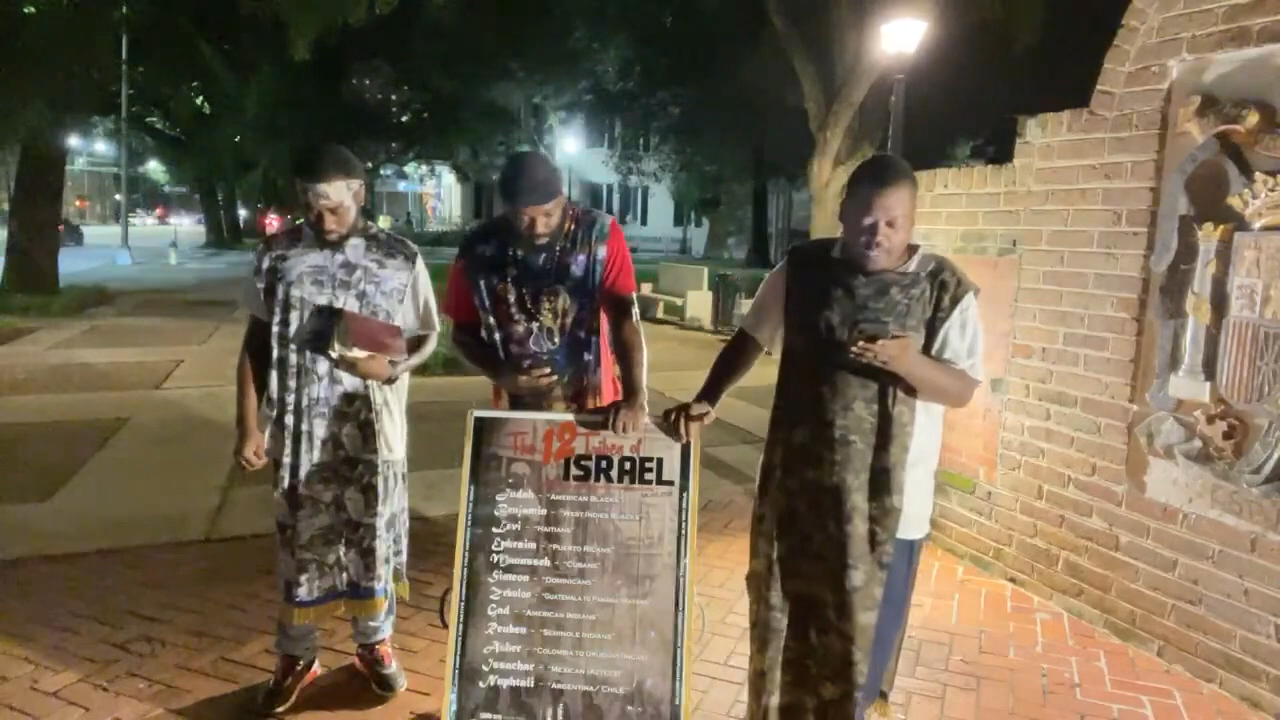 The 12 Tribes of
ISRAEL
Judah - "AMERICAN BLACKS"
Benjamin - "WEST INDIES BLACKS"
Levi - "HAITIANS"
Ephraim - "PUERTO RICANS"
Manasseh - "CUBANS"
Simeon - "DOMINICANS"
Zebulon - "GUATEMALA TO PANAMA
Gad - "AMERICAN INDIANS"
Reuben - "SEMINOLE INDIANS"
Asher - "COLOMBIA TO URUGUAY
Issachar - "MEXICAN (AZTECS)"
Naphtali - "ARGENTINA/ CHILE"